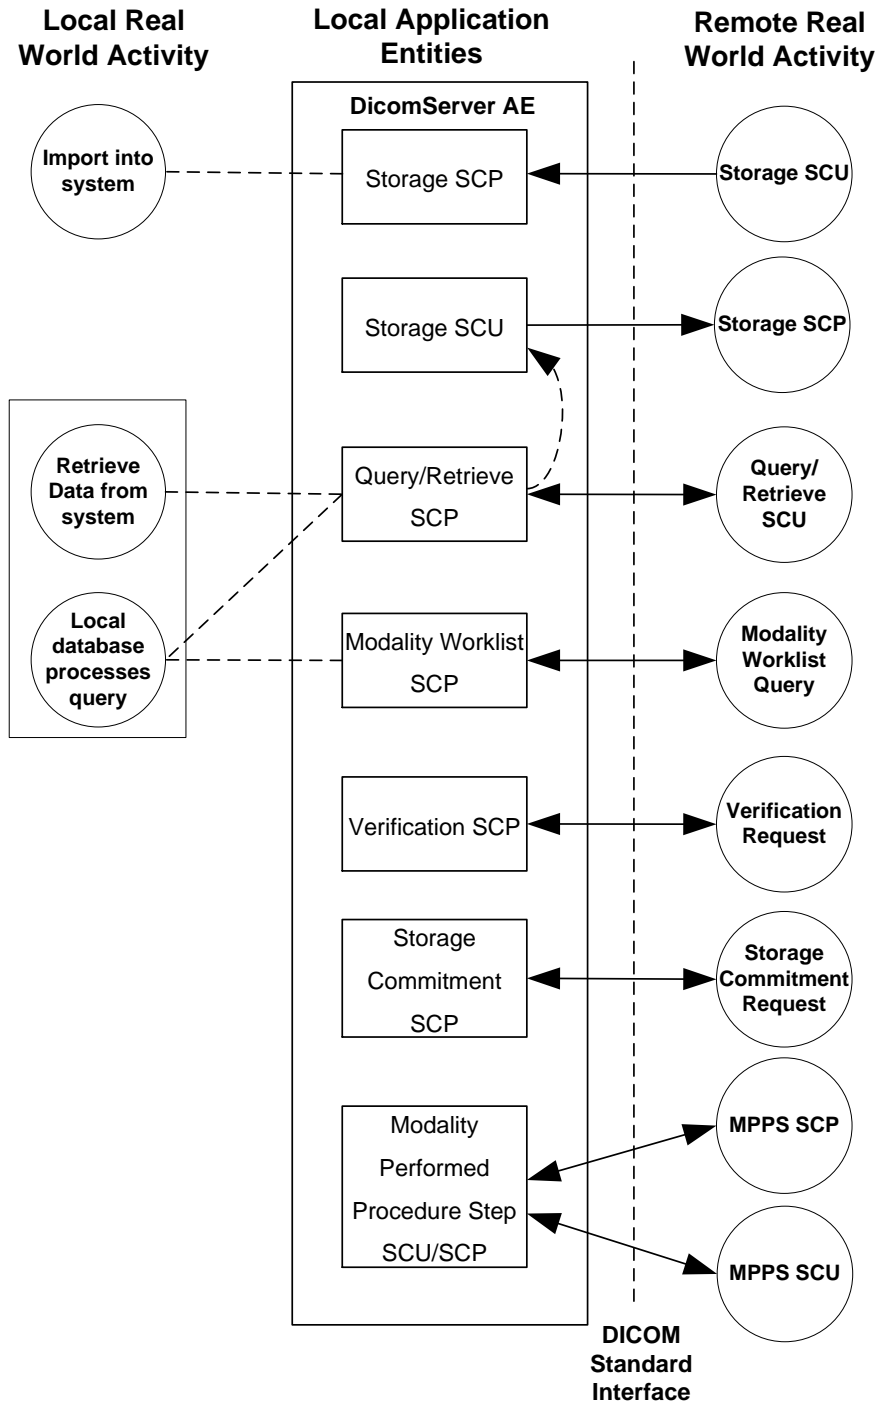 Local Real
World Activity
Local Application
Entities
Remote Real
World Activity
DicomServer AE
Import into
system
Storage SCP
Storage SCU
Storage SCU
Storage SCP
Retrieve
Data from
system
Query/Retrieve
SCP
Query/
Retrieve
SCU
Local
database
processes
query
Modality Worklist
SCP
Modality
Worklist
Query
Verification SCP
Verification
Request
Storage
Commitment
SCP
Storage
Commitment
Request
Modality
Performed
Procedure Step
SCU/SCP
MPPS SCP
MPPS SCU
DICOM
Standard
Interface